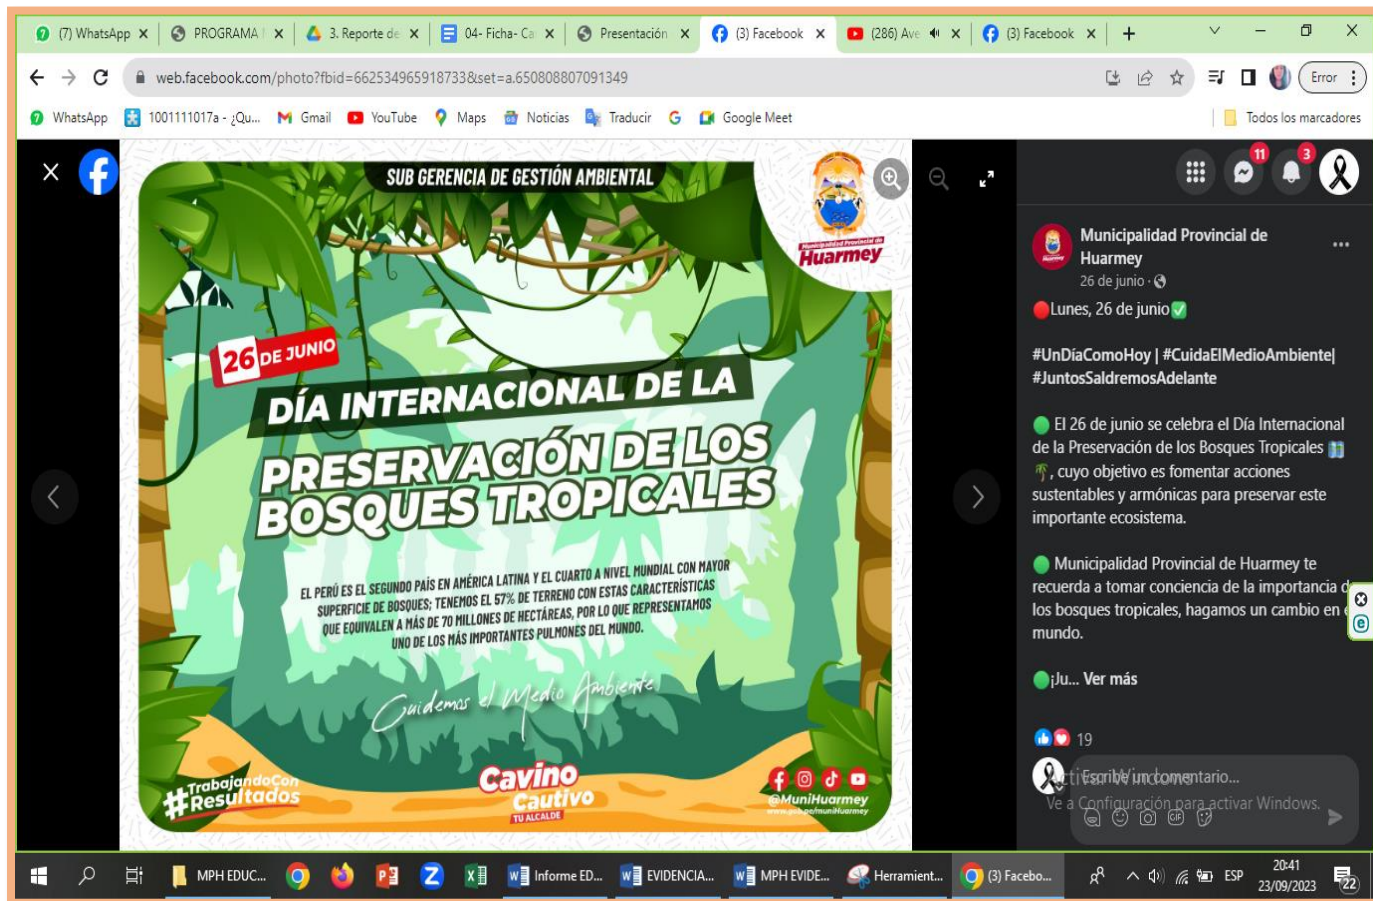 (7) WhatsApp
PROGRAMA
3. Reporte de
04- Ficha- Ca
Presentación
(3) Facebook
(286) Ave
(3) Facebook
web.facebook.com/photo?fbid=662534965918733&set=a.650808807091349
Error
WhatsApp
1001111017a - ¿Qu...
Gmail
YouTube
Maps
Noticias
Traducir
Google Meet
Todos los marcadores
SUB GERENCIA DE GESTIÓN AMBIENTAL
Municipalidad Provincial de
Huarmey
26 DE JUNIO
DÍA INTERNACIONAL DE LA
PRESERVACIÓN DE LOS
BOSQUES TROPICALES
EL PERÚ ES EL SEGUNDO PAÍS EN AMÉRICA LATINA Y EL CUARTO A NIVEL MUNDIAL CON MAYOR
SUPERFICIE DE BOSQUES; TENEMOS EL 57% DE TERRENO CON ESTAS CARACTERÍSTICAS
QUE EQUIVALEN A MÁS DE 70 MILLONES DE HECTÁREAS, POR LO QUE REPRESENTAMOS
UNO DE LOS MÁS IMPORTANTES PULMONES DEL MUNDO.
Cuidemos el Medio Ambiente
#TrabajandoCon
Resultados
Cavino
Cautivo
TU ALCALDE
@MuniHuarmey
www.gob.pe/muniHuarmey
11
3
Municipalidad Provincial de
Huarmey
26 de junio ·
Lunes, 26 de junio
#UnDíaComoHoy | #CuidaElMedioAmbiente|
#JuntosSaldremosAdelante
El 26 de junio se celebra el Día Internacional
de la Preservación de los Bosques Tropicales
, cuyo objetivo es fomentar acciones
sustentables y armónicas para preservar este
importante ecosistema.
Municipalidad Provincial de Huarmey te
recuerda a tomar conciencia de la importancia d
los bosques tropicales, hagamos un cambio en e
mundo.
¡Ju... Ver más
19
Escribe un comentario...
Activar Windows
Ve a Configuración para activar Windows.
GIF
MPH EDUC...
Informe ED...
EVIDENCIA...
MPH EVIDE...
Herramient...
(3) Facebo...
ESP
20:41
23/09/2023
22